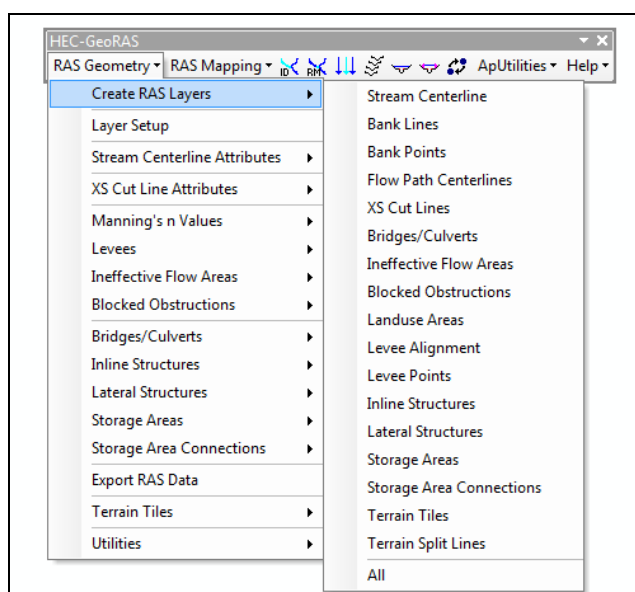 HEC-GeoRAS
RAS Geometry RAS Mapping ID RM ApUtilities Help
Create RAS Layers
Layer Setup
Stream Centerline Attributes
XS Cut Line Attributes
Manning's n Values
Levees
Ineffective Flow Areas
Blocked Obstructions
Bridges/Culverts
Inline Structures
Lateral Structures
Storage Areas
Storage Area Connections
Export RAS Data
Terrain Tiles
Utilities
Stream Centerline
Bank Lines
Bank Points
Flow Path Centerlines
XS Cut Lines
Bridges/Culverts
Ineffective Flow Areas
Blocked Obstructions
Landuse Areas
Levee Alignment
Levee Points
Inline Structures
Lateral Structures
Storage Areas
Storage Area Connections
Terrain Tiles
Terrain Split Lines
All